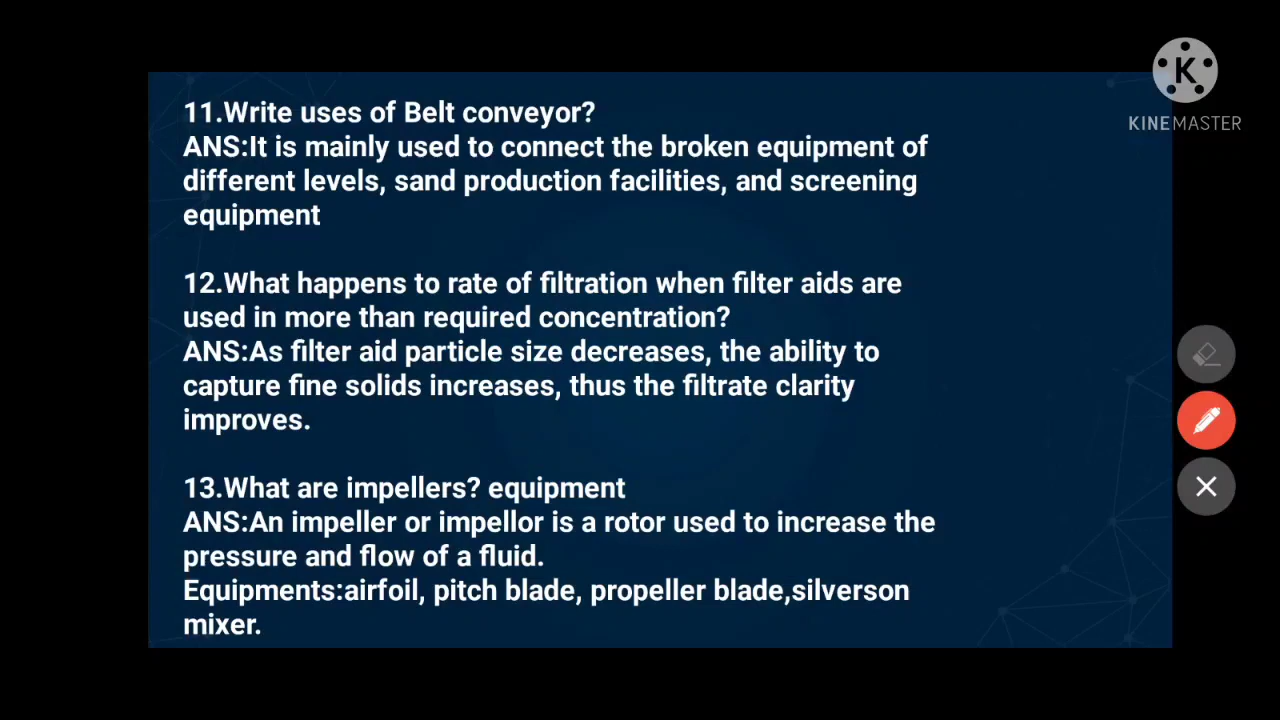 11.Write uses of Belt conveyor?
ANS:It is mainly used to connect the broken equipment of
different levels, sand production facilities, and screening
equipment
12.What happens to rate of filtration when filter aids are
used in more than required concentration?
ANS:As filter aid particle size decreases, the ability to
capture fine solids increases, thus the filtrate clarity
improves.
13.What are impellers? equipment
ANS:An impeller or impellor is a rotor used to increase the
pressure and flow of a fluid.
Equipments:airfoil, pitch blade, propeller blade,silverson
mixer.
K
KINEMASTER